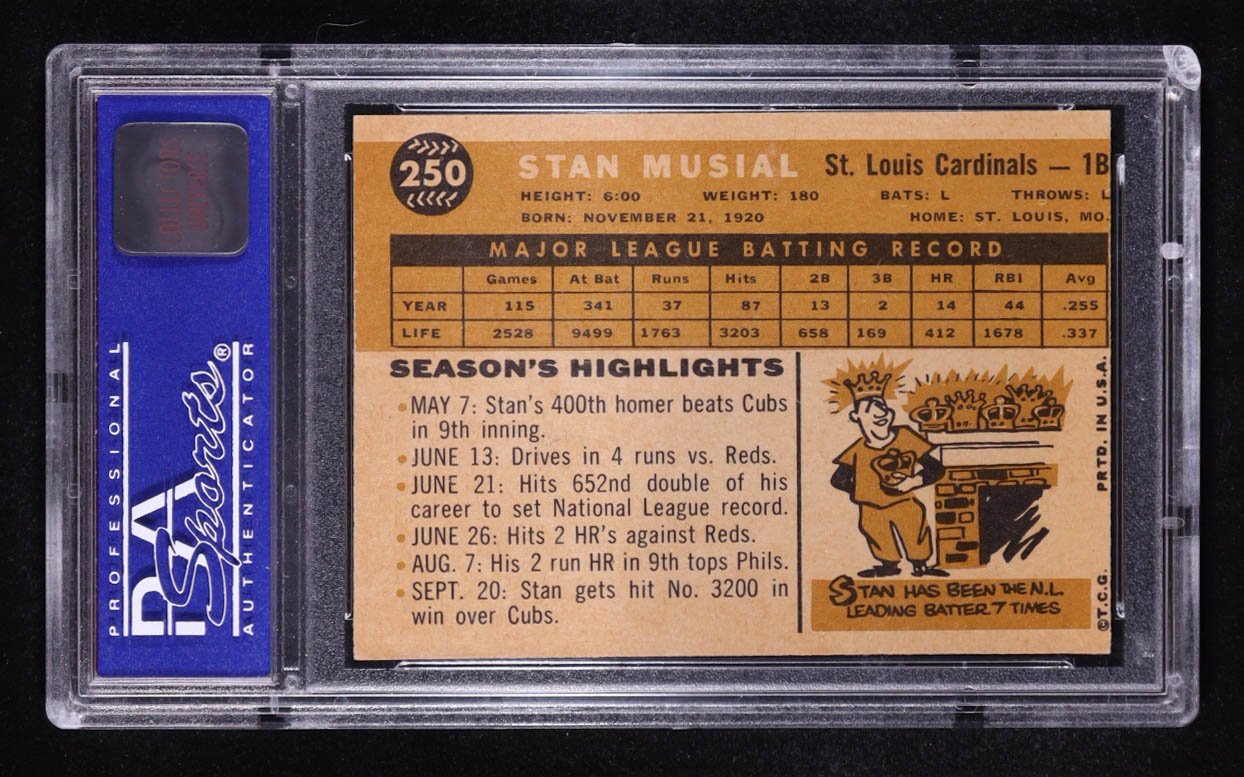 250
STAN MUSIAL St. Louis Cardinals — 1B
HEIGHT: 6:00 WEIGHT: 180 BATS: L THROWS: L
BORN: NOVEMBER 21, 1920 HOME: ST. LOUIS, MO.
MAJOR LEAGUE BATTING RECORD
Games At Bat Runs Hits 2B 3B HR RBI Avg
YEAR 115 341 37 87 13 2 14 44 .255
LIFE 2528 9499 1763 3203 658 169 412 1678 .337
SEASON'S HIGHLIGHTS
• MAY 7: Stan's 400th homer beats Cubs
in 9th inning.
• JUNE 13: Drives in 4 runs vs. Reds.
• JUNE 21: Hits 652nd double of his
career to set National League record.
• JUNE 26: Hits 2 HR's against Reds.
• AUG. 7: His 2 run HR in 9th tops Phils.
• SEPT. 20: Stan gets hit No. 3200 in
win over Cubs.
STAN HAS BEEN THE N.L.
LEADING BATTER 7 TIMES
©T.C.G. PRTD. IN U.S.A.
PROFESSIONAL
PSA
Sports®
AUTHENTICATOR